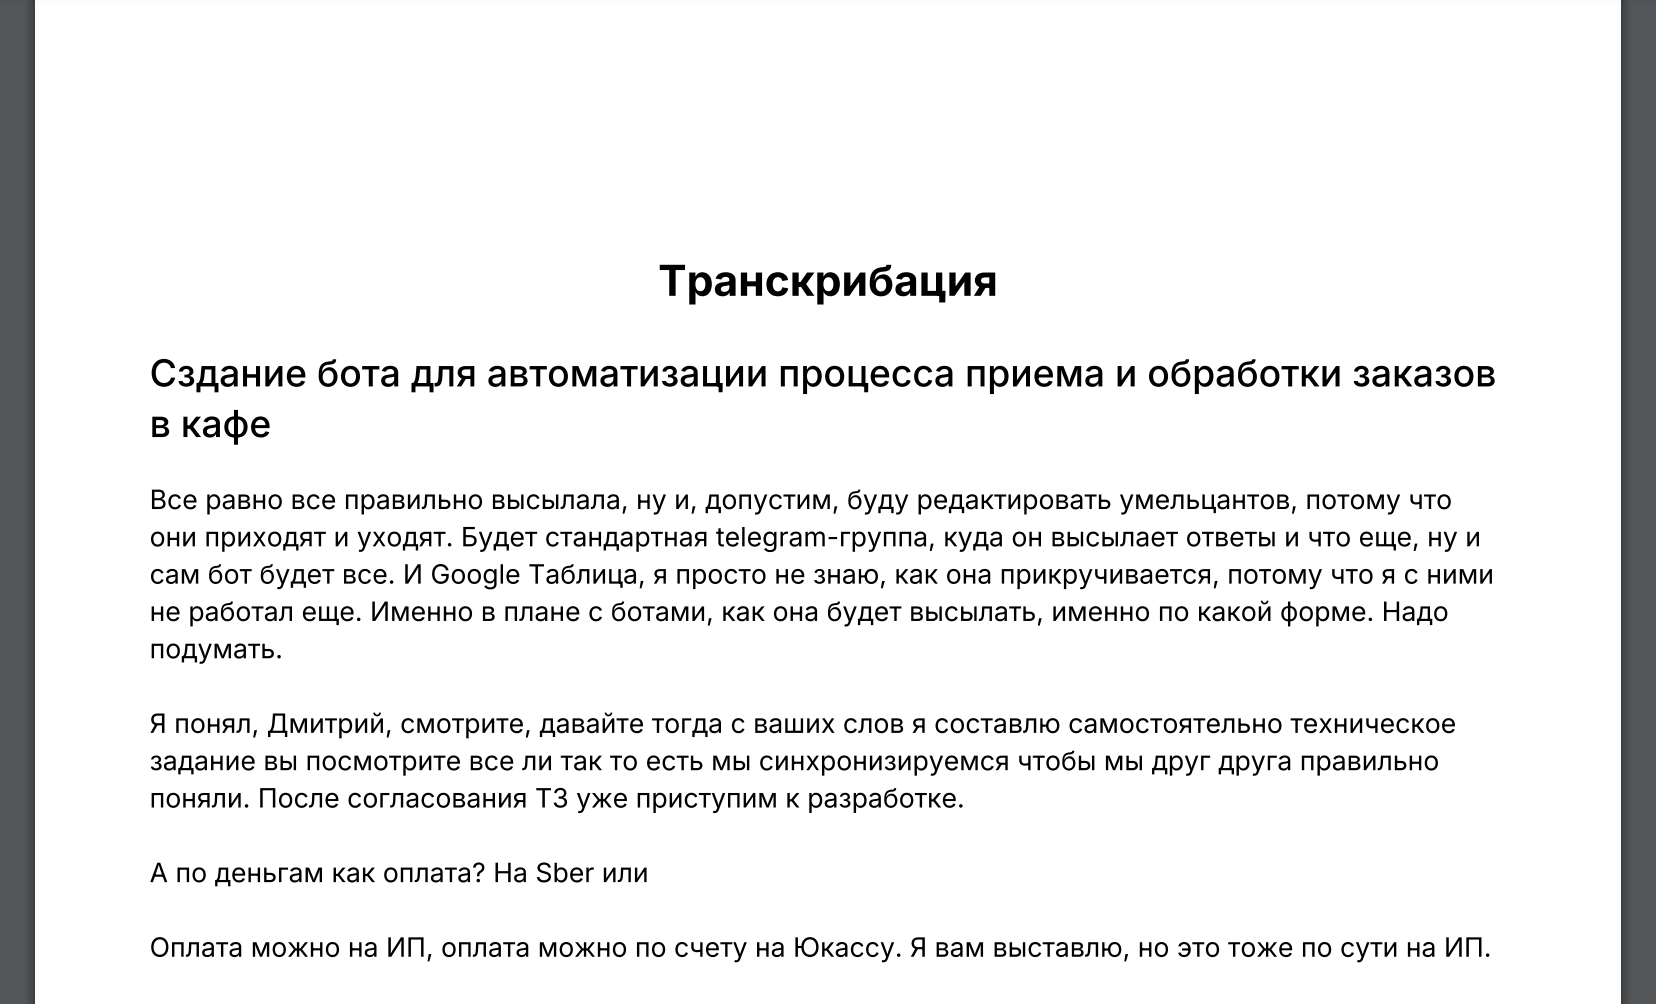 Транскрибация
Сздание бота для автоматизации процесса приема и обработки заказов
в кафе
Все равно все правильно высылала, ну и, допустим, буду редактировать умельцантов, потому что
они приходят и уходят. Будет стандартная telegram-группа, куда он высылает ответы и что еще, ну и
сам бот будет все. И Google Таблица, я просто не знаю, как она прикручивается, потому что я с ними
не работал еще. Именно в плане с ботами, как она будет высылать, именно по какой форме. Надо
подумать.
Я понял, Дмитрий, смотрите, давайте тогда с ваших слов я составлю самостоятельно техническое
задание вы посмотрите все ли так то есть мы синхронизируемся чтобы мы друг друга правильно
поняли. После согласования ТЗ уже приступим к разработке.
А по деньгам как оплата? На Sber или
Оплата можно на ИП, оплата можно по счету на Юкассу. Я вам выставлю, но это тоже по сути на ИП.